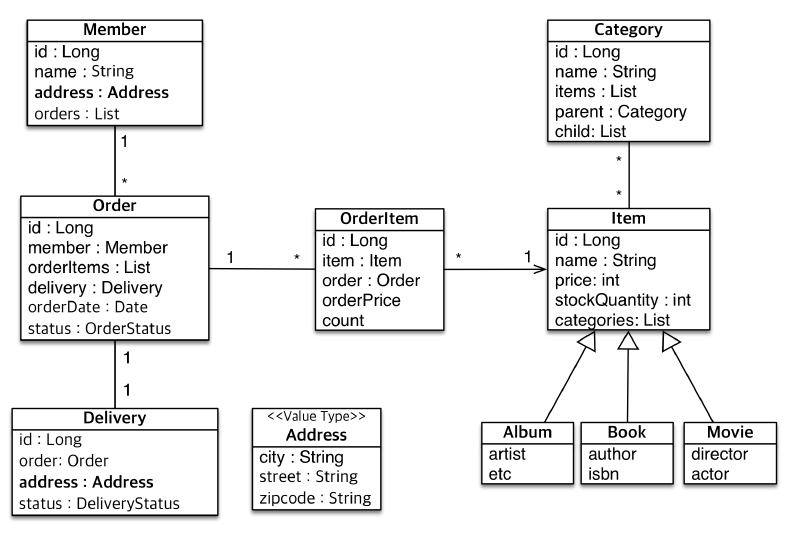 Member
id : Long
name : String
address : Address
orders : List
1
*
Category
id : Long
name : String
items : List
parent : Category
child: List
*
*
Order
id : Long
member : Member
orderItems : List
delivery : Delivery
orderDate : Date
status : OrderStatus
1
*
OrderItem
id : Long
item : Item
order : Order
orderPrice
count
*
1
Item
id : Long
name : String
price: int
stockQuantity : int
categories: List
1
1
Delivery
id : Long
order: Order
address : Address
status : DeliveryStatus
<<Value Type>>
Address
city : String
street : String
zipcode : String
Album
artist
etc
Book
author
isbn
Movie
director
actor